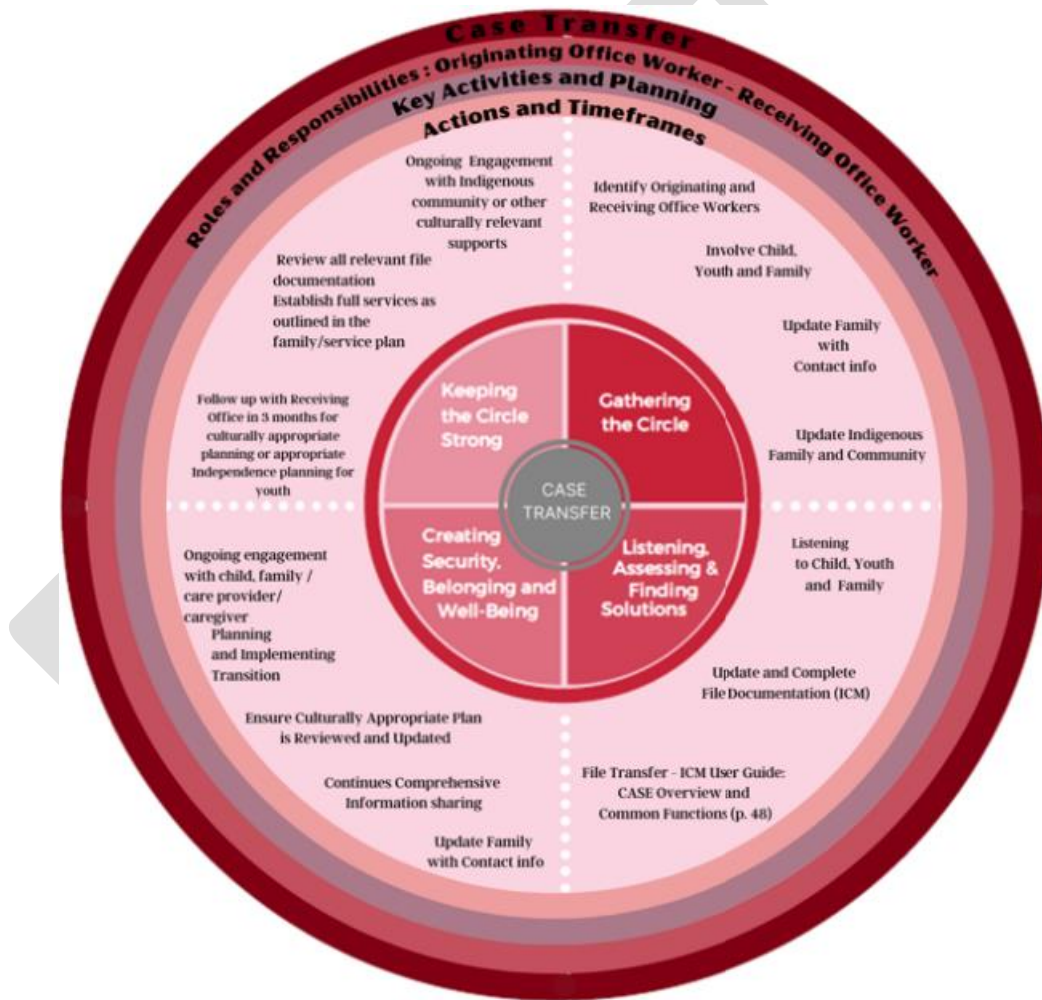 Case Transfer
Roles and Responsibilities : Originating Office Worker - Receiving Office Worker
Key Activities and Planning
Actions and Timeframes
Identify Originating and
Receiving Office Workers
Involve Child,
Youth and Family
Update Family
with
Contact info
Update Indigenous
Family and Community
Listening
to Child, Youth
and Family
Update and Complete
File Documentation (ICM)
File Transfer - ICM User Guide:
CASE Overview and
Common Functions (p. 48)
Update Family
with Contact info
Continues Comprehensive
Information sharing
Ensure Culturally Appropriate Plan
is Reviewed and Updated
Planning
and Implementing
Transition
Ongoing engagement
with child, family /
care provider/
caregiver
Follow up with Receiving
Office in 3 months for
culturally appropriate
planning or appropriate
Independence planning for
youth
Review all relevant file
documentation
Establish full services as
outlined in the
family/service plan
Ongoing Engagement
with Indigenous
community or other
culturally relevant
supports
Gathering
the Circle
Listening,
Assessing &
Finding
Solutions
Creating
Security,
Belonging and
Well-Being
Keeping
the Circle
Strong
CASE
TRANSFER